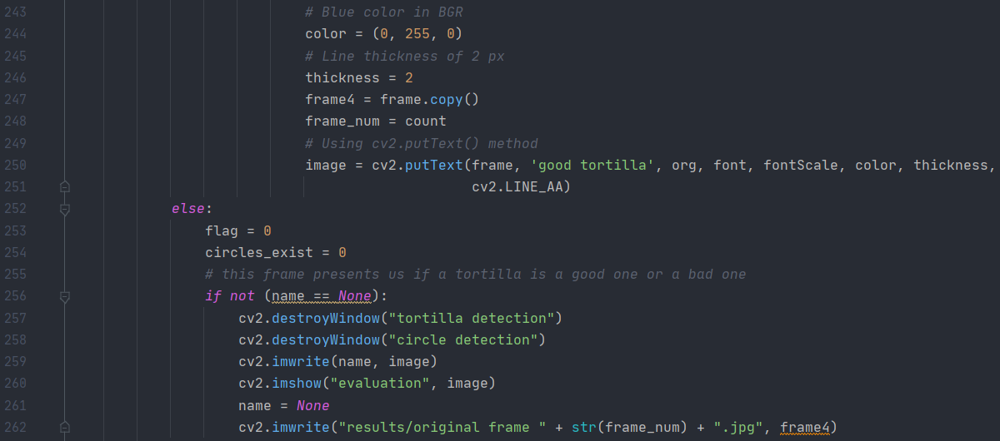 243 # Blue color in BGR
244 color = (0, 255, 0)
245 # Line thickness of 2 px
246 thickness = 2
247 frame4 = frame.copy()
248 frame_num = count
249 # Using cv2.putText() method
250 image = cv2.putText(frame, 'good tortilla', org, font, fontScale, color, thickness,
251 cv2.LINE_AA)
252 else:
253 flag = 0
254 circles_exist = 0
255 # this frame presents us if a tortilla is a good one or a bad one
256 if not (name == None):
257 cv2.destroyWindow("tortilla detection")
258 cv2.destroyWindow("circle detection")
259 cv2.imwrite(name, image)
260 cv2.imshow("evaluation", image)
261 name = None
262 cv2.imwrite("results/original frame " + str(frame_num) + ".jpg", frame4)